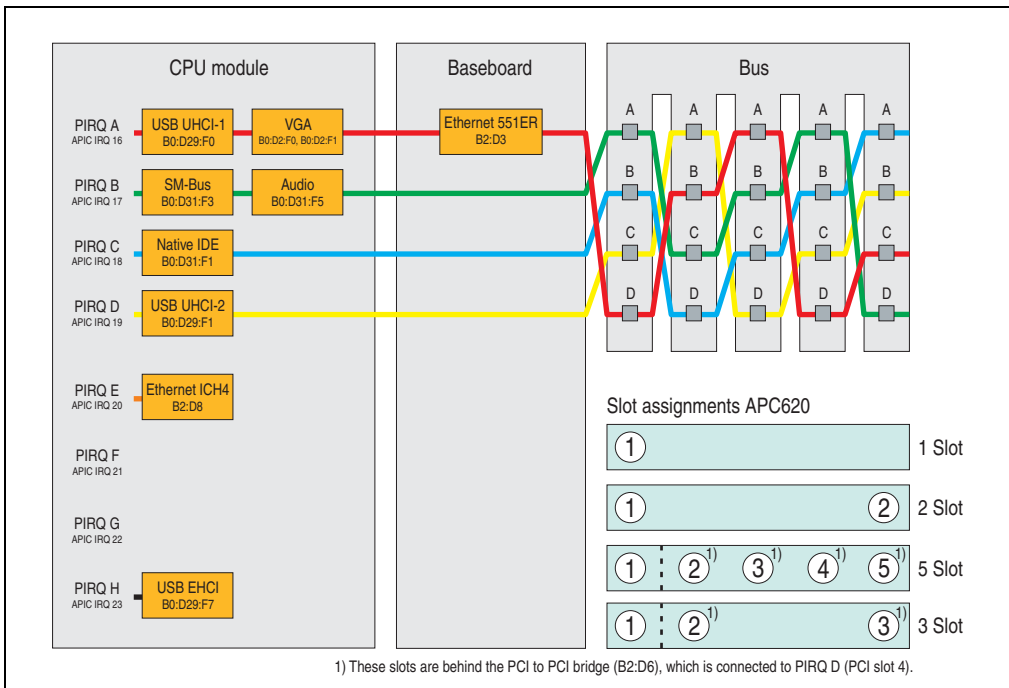 CPU module
Baseboard
Bus
PIRQ A
APIC IRQ 16
USB UHCI-1
B0:D29:F0
VGA
B0:D2:F0, B0:D2:F1
Ethernet 551ER
B2:D3
PIRQ B
APIC IRQ 17
SM-Bus
B0:D31:F3
Audio
B0:D31:F5
PIRQ C
APIC IRQ 18
Native IDE
B0:D31:F1
PIRQ D
APIC IRQ 19
USB UHCI-2
B0:D29:F1
PIRQ E
APIC IRQ 20
Ethernet ICH4
B2:D8
PIRQ F
APIC IRQ 21
PIRQ G
APIC IRQ 22
PIRQ H
APIC IRQ 23
USB EHCI
B0:D29:F7
A A A A A
B B B B B
C C C C C
D D D D D
Slot assignments APC620
1 1 Slot
1 2 2 Slot
1 2 1) 3 1) 4 1) 5 1) 5 Slot
1 2 1) 3 1) 3 Slot
1) These slots are behind the PCI to PCI bridge (B2:D6), which is connected to PIRQ D (PCI slot 4).